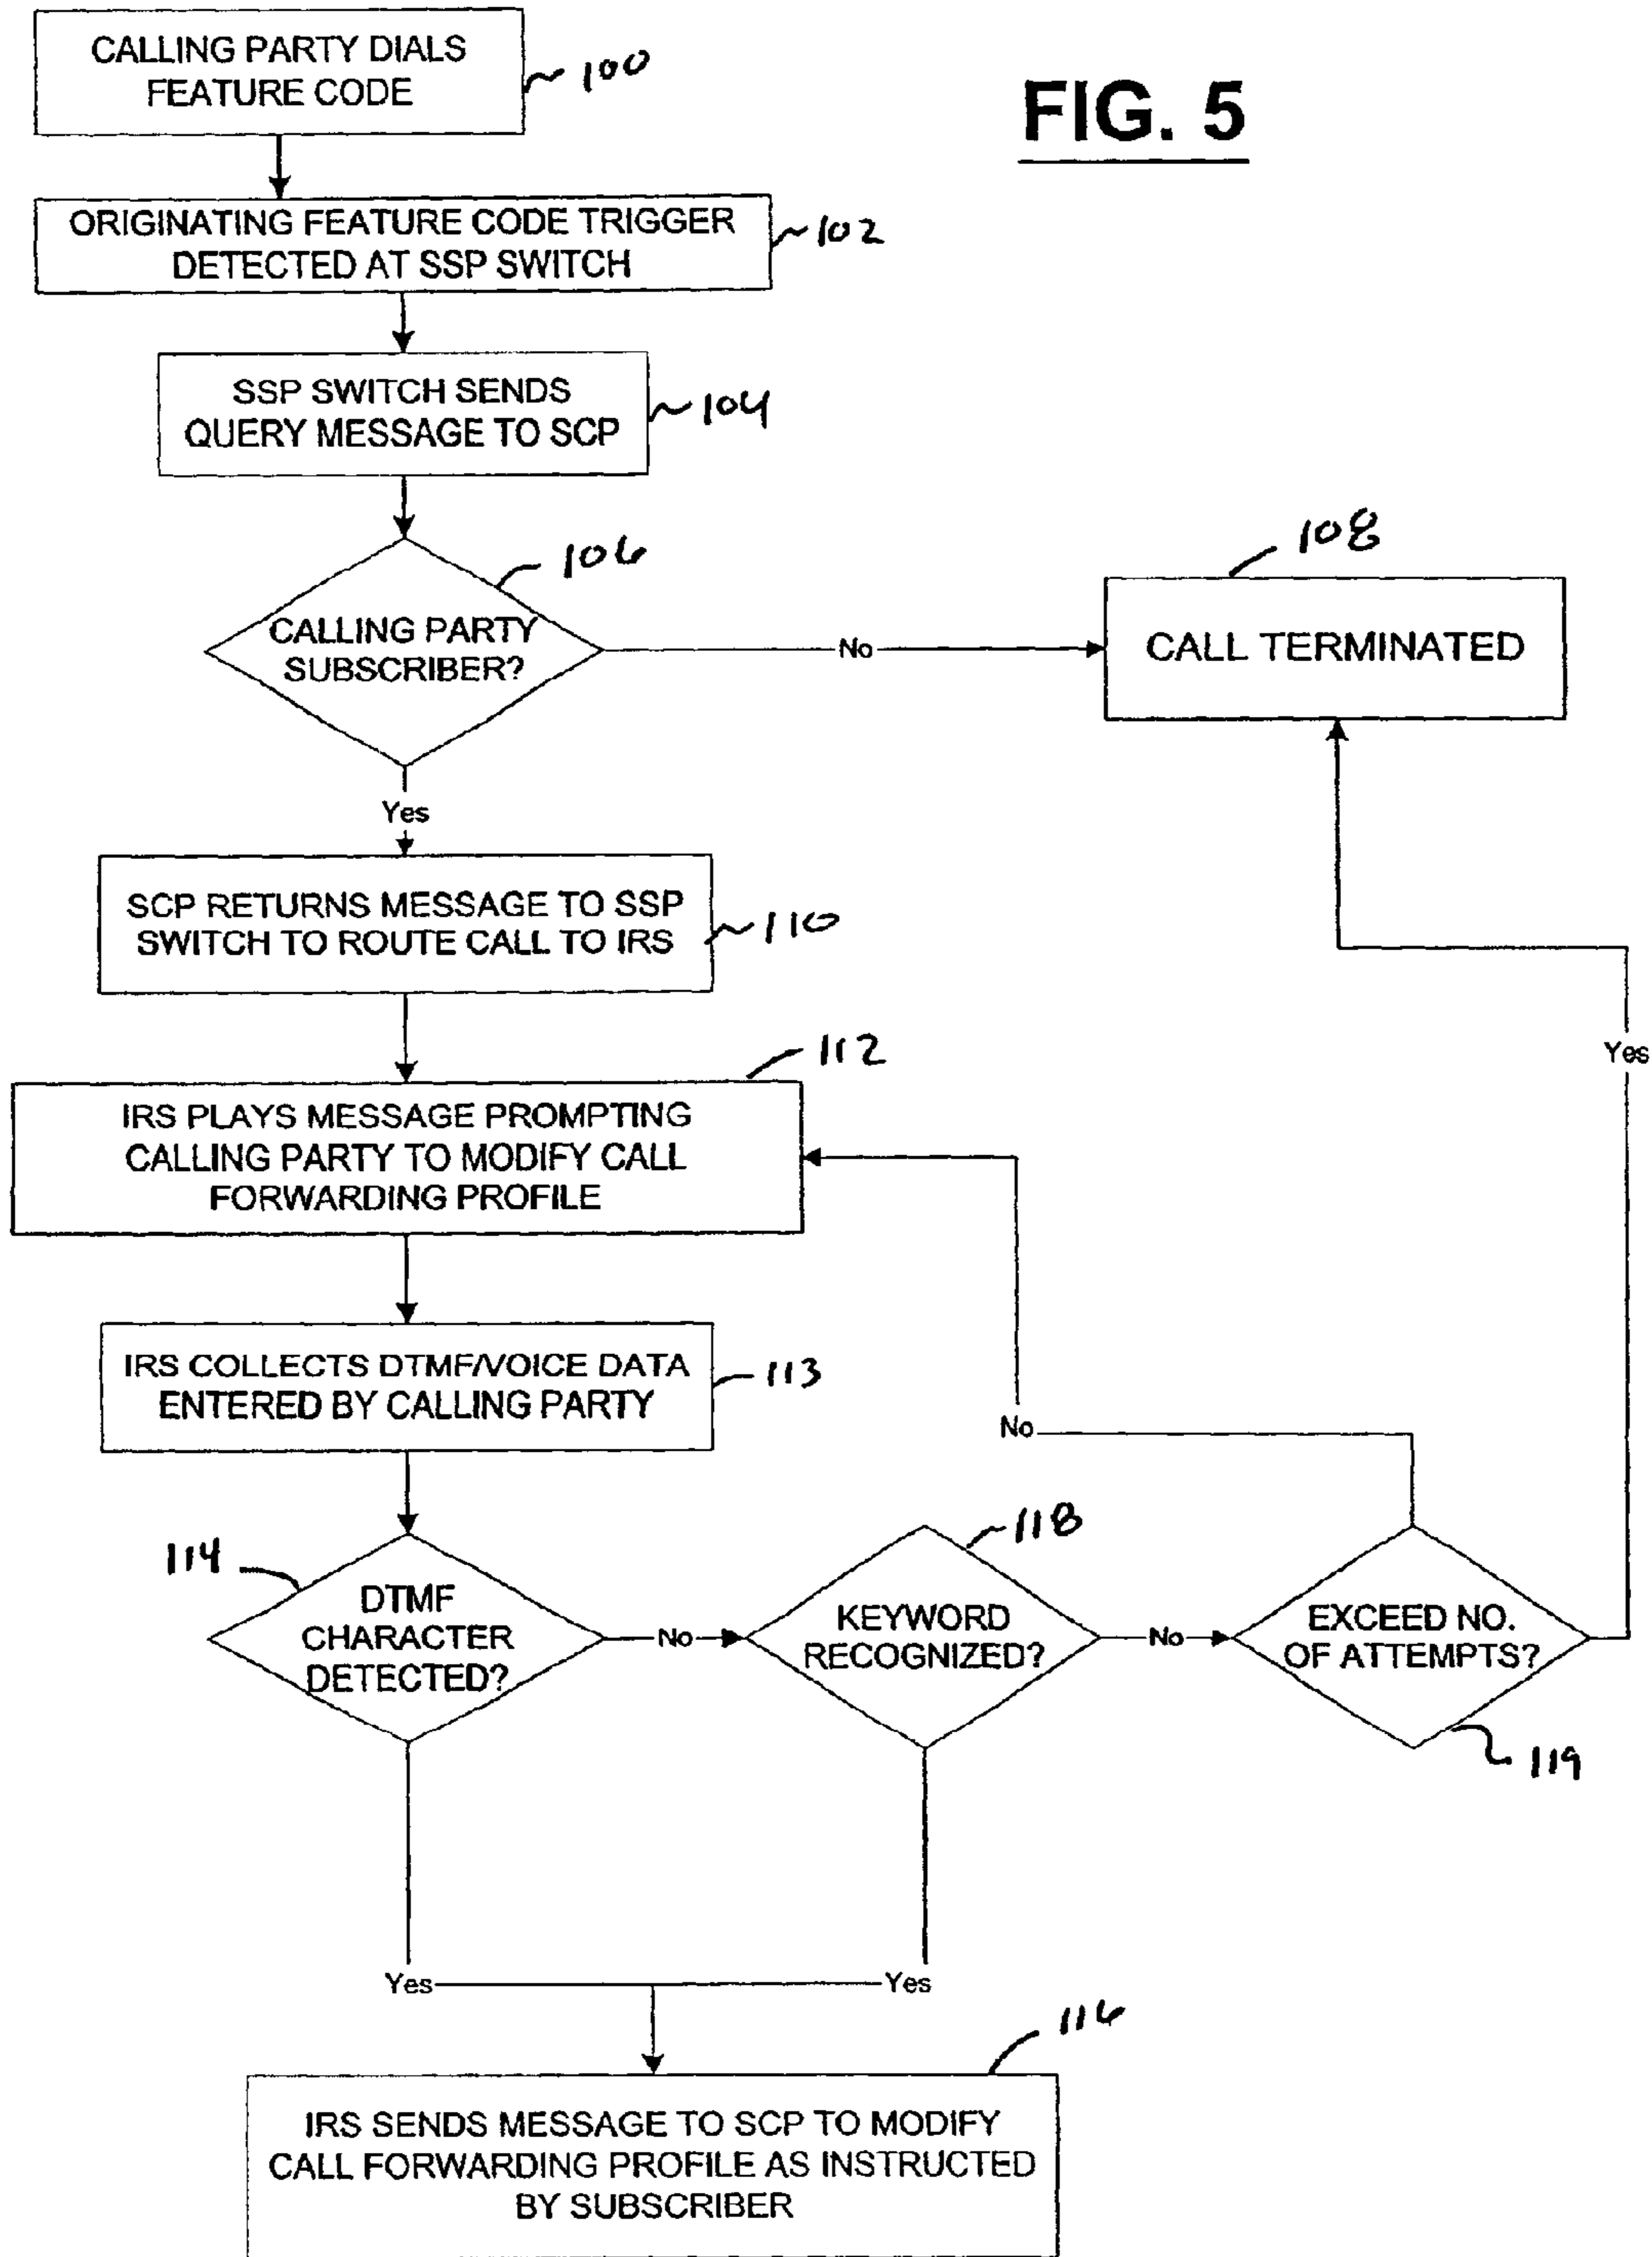 FIG. 5
CALLING PARTY DIALS
FEATURE CODE
100
ORIGINATING FEATURE CODE TRIGGER
DETECTED AT SSP SWITCH
102
SSP SWITCH SENDS
QUERY MESSAGE TO SCP
104
CALLING PARTY
SUBSCRIBER?
106
No
CALL TERMINATED
108
Yes
SCP RETURNS MESSAGE TO SSP
SWITCH TO ROUTE CALL TO IRS
110
IRS PLAYS MESSAGE PROMPTING
CALLING PARTY TO MODIFY CALL
FORWARDING PROFILE
112
Yes
IRS COLLECTS DTMF/VOICE DATA
ENTERED BY CALLING PARTY
113
No
DTMF
CHARACTER
DETECTED?
114
No
KEYWORD
RECOGNIZED?
118
No
EXCEED NO.
OF ATTEMPTS?
119
Yes
Yes
IRS SENDS MESSAGE TO SCP TO MODIFY
CALL FORWARDING PROFILE AS INSTRUCTED
BY SUBSCRIBER
116